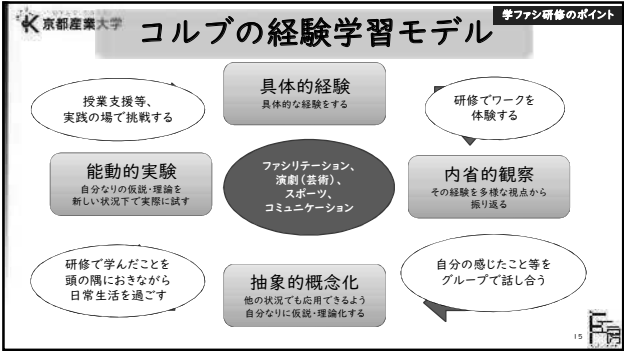 京都産業大学
学ファシ研修のポイント
コルブの経験学習モデル
具体的経験
具体的な経験をする
授業支援等、
実践の場で挑戦する
研修でワークを
体験する
能動的実験
自分なりの仮説・理論を
新しい状況下で実際に試す
ファシリテーション、
演劇(芸術)、
スポーツ、
コミュニケーション
内省的観察
その経験を多様な視点から
振り返る
研修で学んだことを
頭の隅におきながら
日常生活を過ごす
抽象的概念化
他の状況でも応用できるよう
自分なりに仮説・理論化する
自分の感じたこと等を
グループで話し合う
15